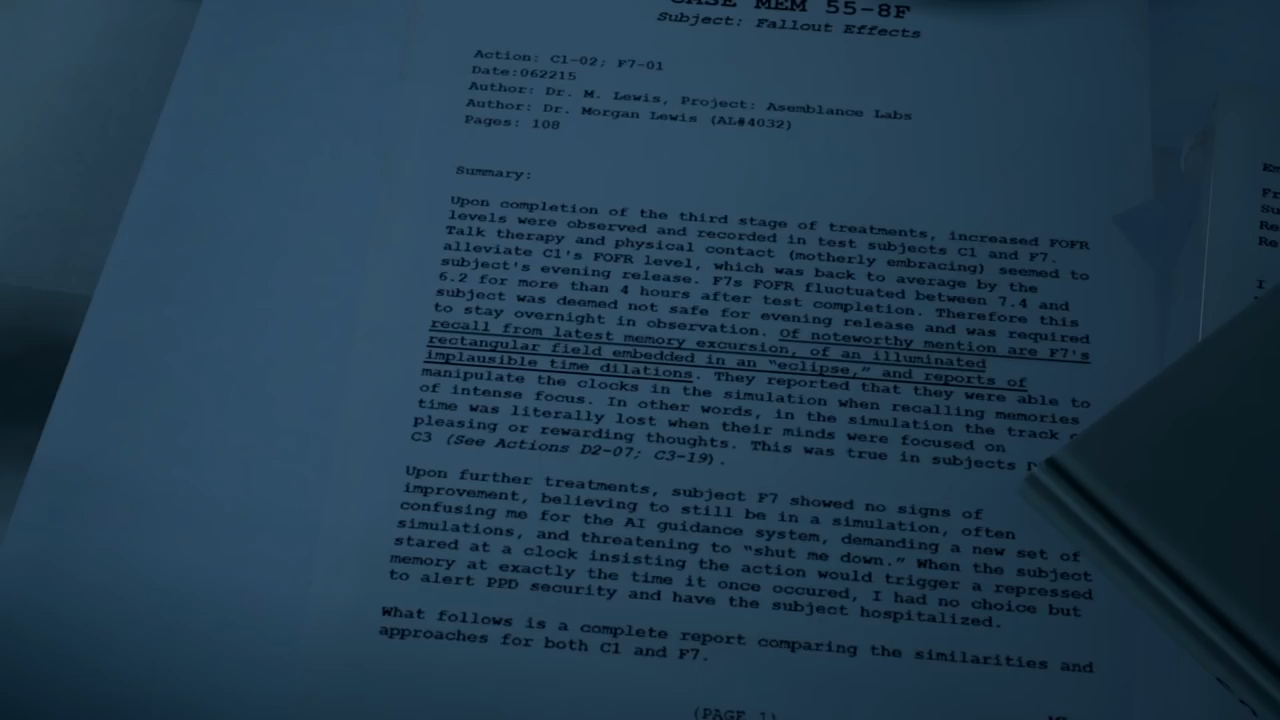 CASE MEM 55-8F
Subject: Fallout Effects
Action: C1-02; F7-01
Date:062215
Author: Dr. M. Lewis, Project: Asemblance Labs
Author: Dr. Morgan Lewis (AL#4032)
Pages: 108
Summary:
Upon completion of the third stage of treatments, increased FOFR
levels were observed and recorded in test subjects C1 and F7.
Talk therapy and physical contact (motherly embracing) seemed to
alleviate C1's FOFR level, which was back to average by the
subject's evening release. F7s FOFR fluctuated between 7.4 and
6.2 for more than 4 hours after test completion. Therefore this
subject was deemed not safe for evening release and was required
to stay overnight in observation. Of noteworthy mention are F7's
recall from latest memory excursion, of an illuminated
rectangular field embedded in an "eclipse," and reports of
implausible time dilations. They reported that they were able to
manipulate the clocks in the simulation when recalling memories
of intense focus. In other words, in the simulation the track
time was literally lost when their minds were focused on
pleasing or rewarding thoughts. This was true in subjects
C3 (See Actions D2-07; C3-19).
Upon further treatments, subject F7 showed no signs of
improvement, believing to still be in a simulation, often
confusing me for the AI guidance system, demanding a new set of
simulations, and threatening to "shut me down." When the subject
stared at a clock insisting the action would trigger a repressed
memory at exactly the time it once occured, I had no choice but
to alert PPD security and have the subject hospitalized.
What follows is a complete report comparing the similarities and
approaches for both C1 and F7.
(PAGE 1)